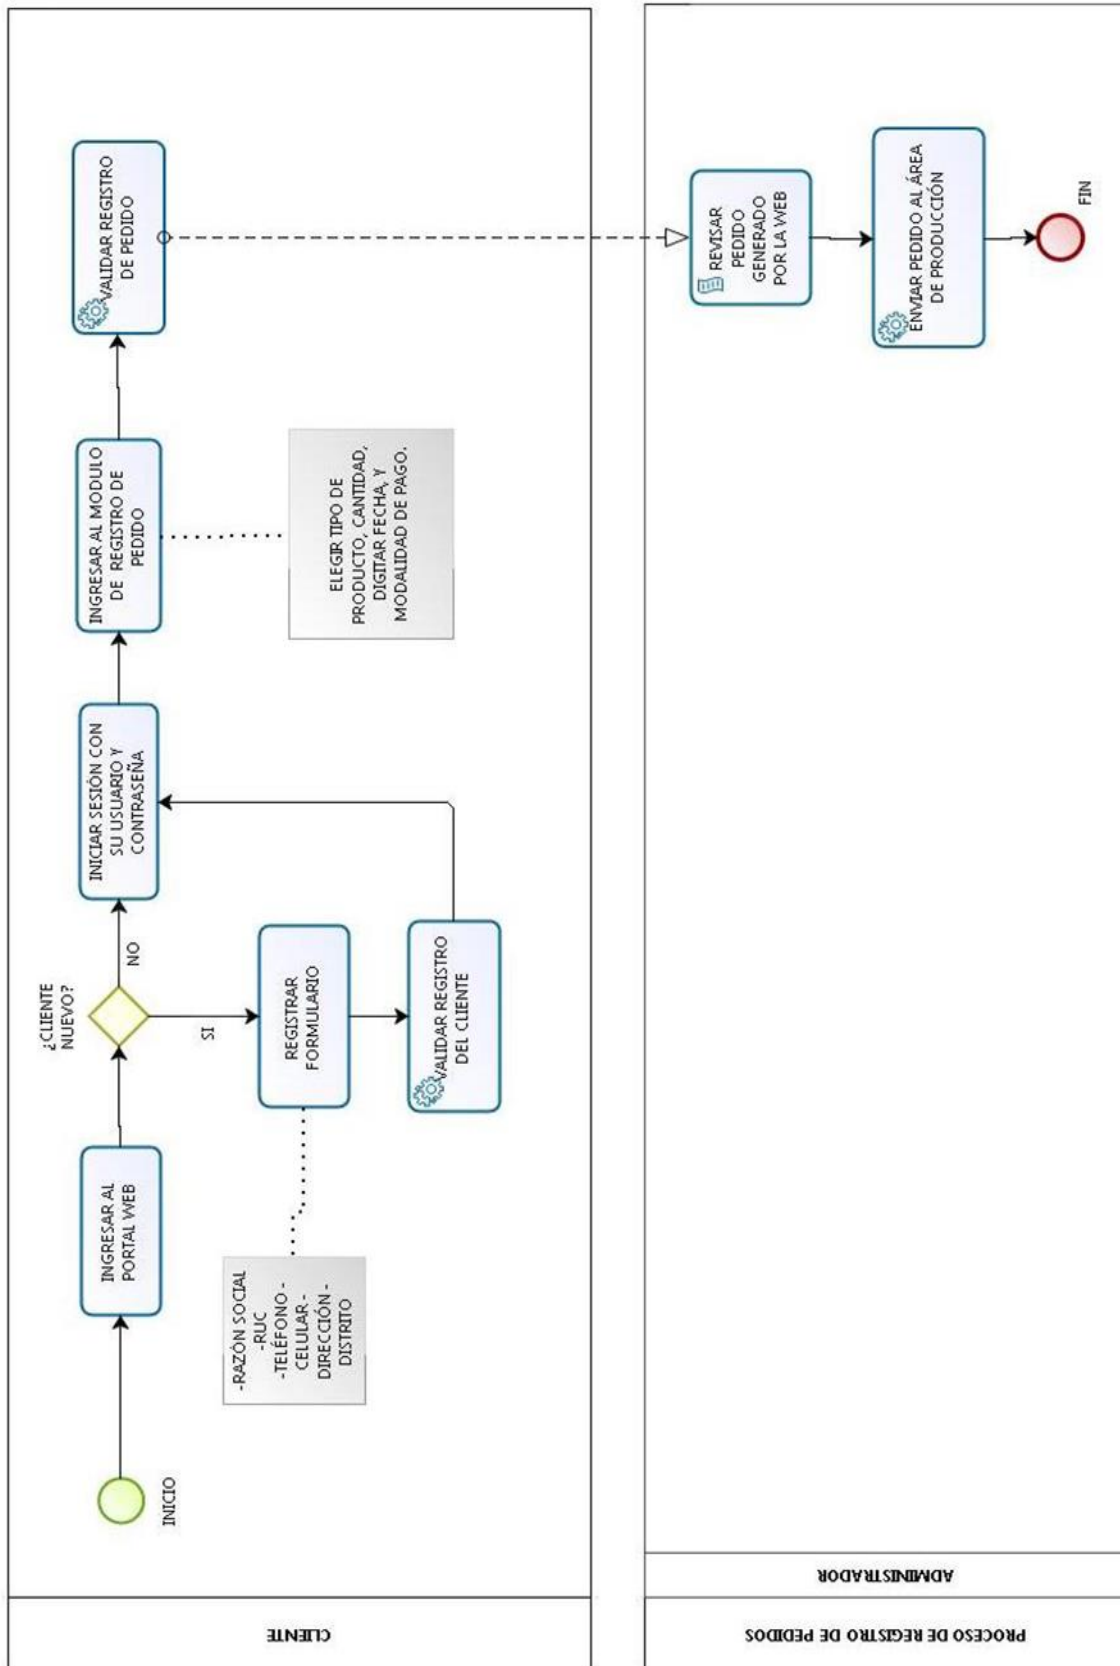 CLIENTE
INICIO
INGRESAR AL
PORTAL WEB
¿CLIENTE
NUEVO?
NO
SI
-RAZÓN SOCIAL
-RUC
-TELÉFONO -
CELULAR -
DIRECCIÓN -
DISTRITO
REGISTRAR
FORMULARIO
VALIDAR REGISTRO
DEL CLIENTE
INICIAR SESIÓN CON
SU USUARIO Y
CONTRASEÑA
INGRESAR AL MODULO
DE REGISTRO DE
PEDIDO
ELEGIR TIPO DE
PRODUCTO, CANTIDAD,
DIGITAR FECHA, Y
MODALIDAD DE PAGO.
VALIDAR REGISTRO
DE PEDIDO
PROCESO DE REGISTRO DE PEDIDOS
ADMINISTRADOR
REVISAR
PEDIDO
GENERADO
POR LA WEB
ENVIAR PEDIDO AL ÁREA
DE PRODUCCIÓN
FIN